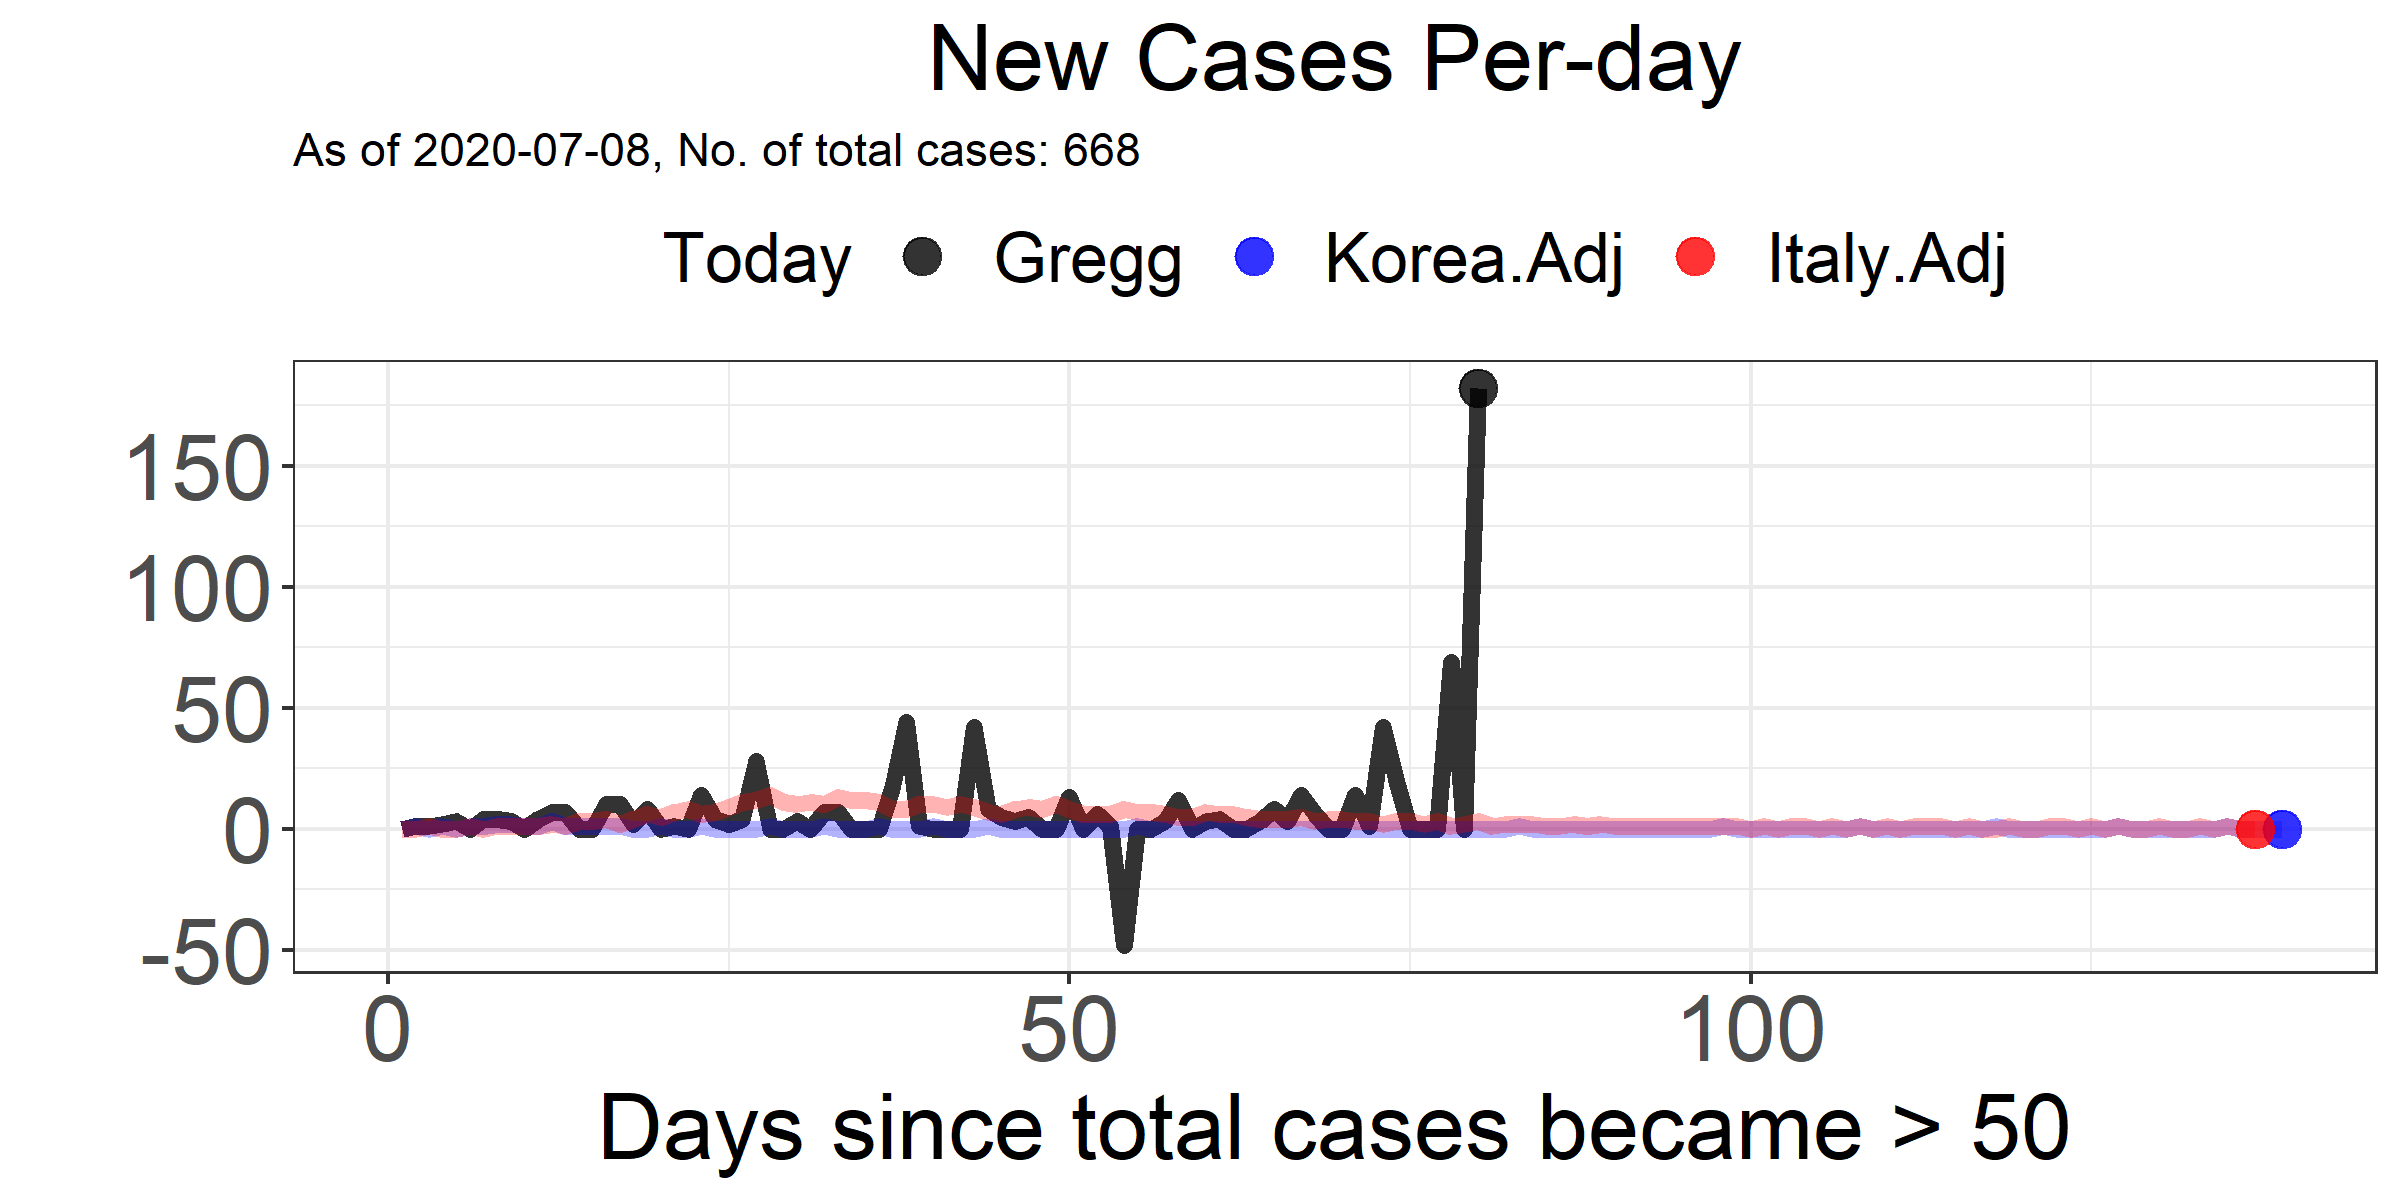 New Cases Per-day
As of 2020-07-08, No. of total cases: 668
Today Gregg Korea.Adj Italy.Adj
150
100
50
0
-50
0 50 100
Days since total cases became > 50